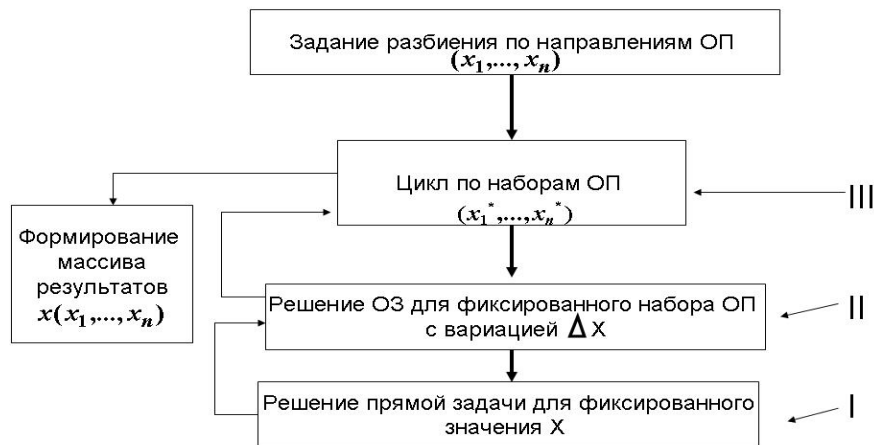 Задание разбиения по направлениям ОП
(x₁,..., xₙ)
Цикл по наборам ОП
(x₁*,...,xₙ*)
III
Формирование
массива
результатов
x(x₁,..., xₙ)
Решение ОЗ для фиксированного набора ОП
с вариацией Δ X
II
Решение прямой задачи для фиксированного
значения X
I